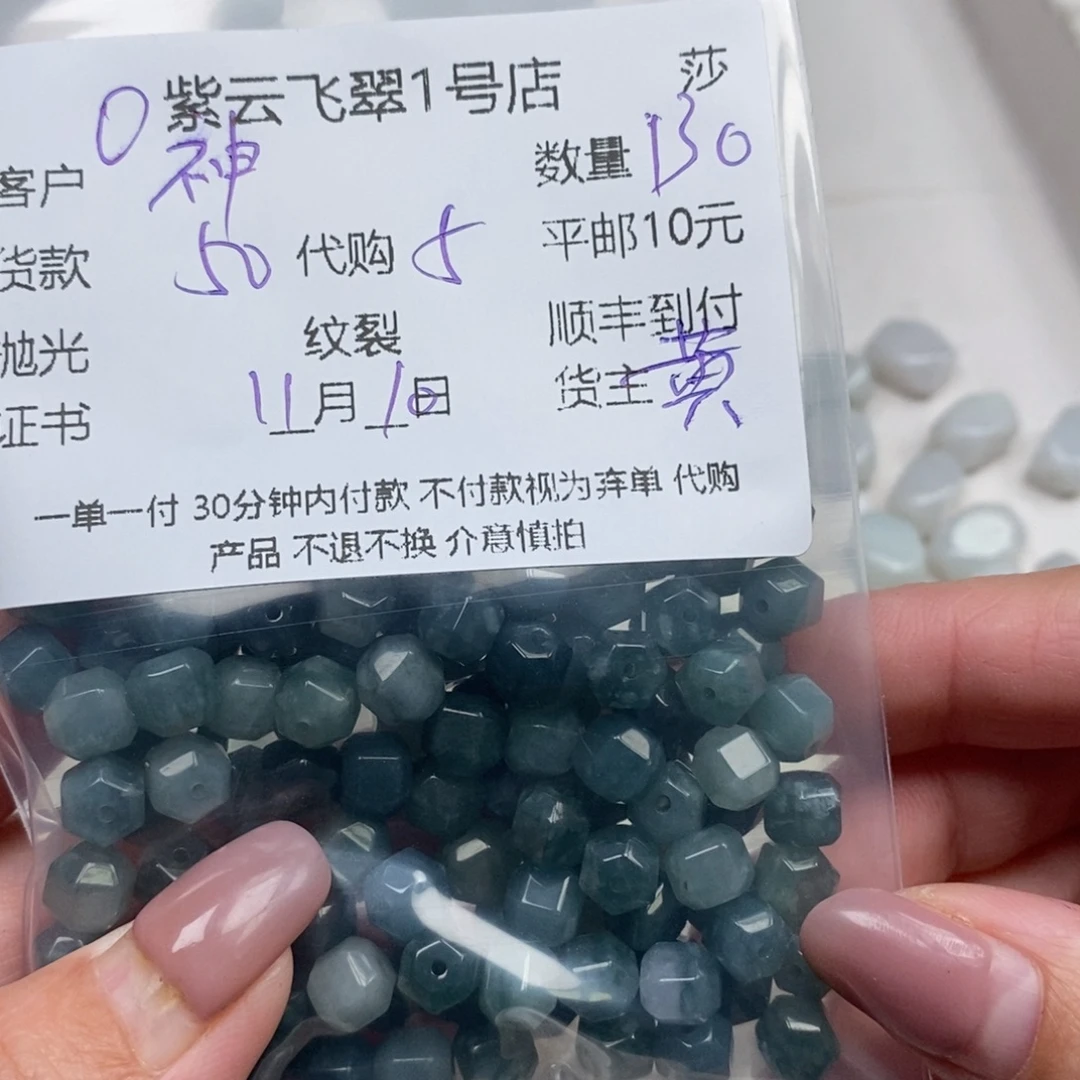 紫云飞翠1号店 莎
客户 O 神 数量 130
货款 50 代购 5 平邮10元
抛光 纹裂 顺丰到付
证书 11月10日 货主 黄
一单一付 30分钟内付款 不付款视为弃单 代购
产品 不退不换 介意慎拍